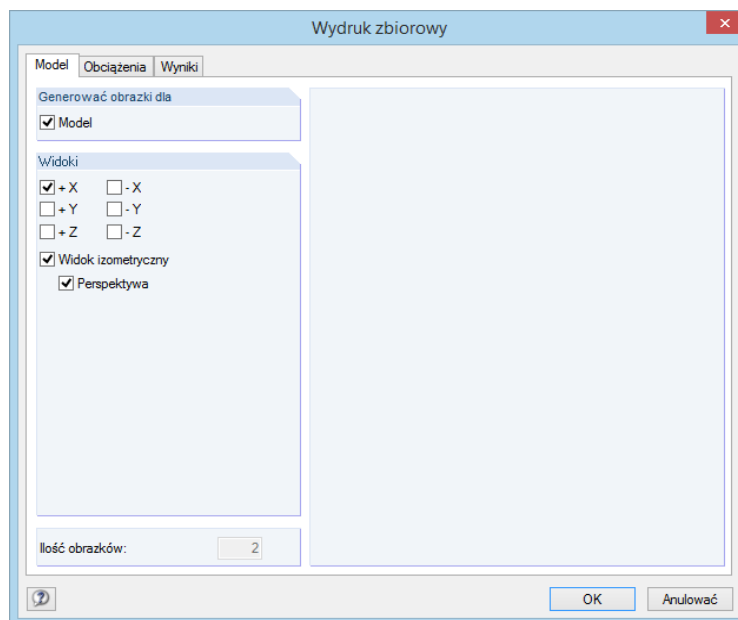 Wydruk zbiorowy
Model Obciążenia Wyniki
Generować obrazki dla
Model
Widoki
+ X - X
+ Y - Y
+ Z - Z
Widok izometryczny
Perspektywa
Ilość obrazków: 2
OK Anulować